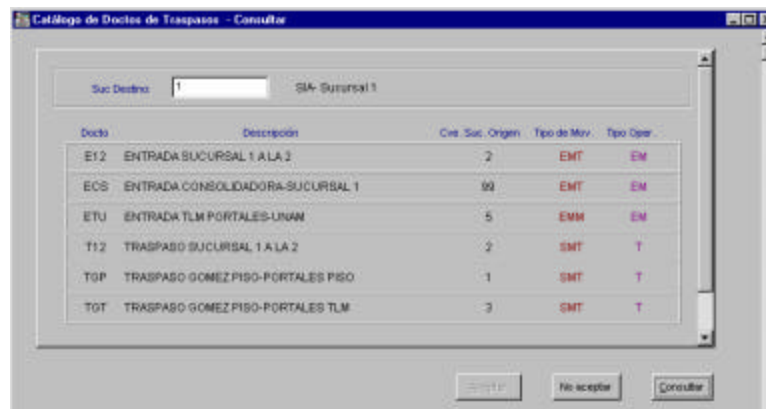 Catálogo de Doctos de Traspasos - Consultar
Suc Destino: 1 SIA- Sucursal 1
Docto Descripción Cve. Suc. Origen Tipo de Mov. Tipo Oper.
E12 ENTRADA SUCURSAL 1 A LA 2 2 EMT EM
ECS ENTRADA CONSOLIDADORA-SUCURSAL 1 99 EMT EM
ETU ENTRADA TLM PORTALES-UNAM 5 EMM EM
T12 TRASPASO SUCURSAL 1 A LA 2 2 SMT T
TGP TRASPASO GOMEZ PISO-PORTALES PISO 1 SMT T
TGT TRASPASO GOMEZ PISO-PORTALES TLM 3 SMT T
Aceptar No aceptar Consultar